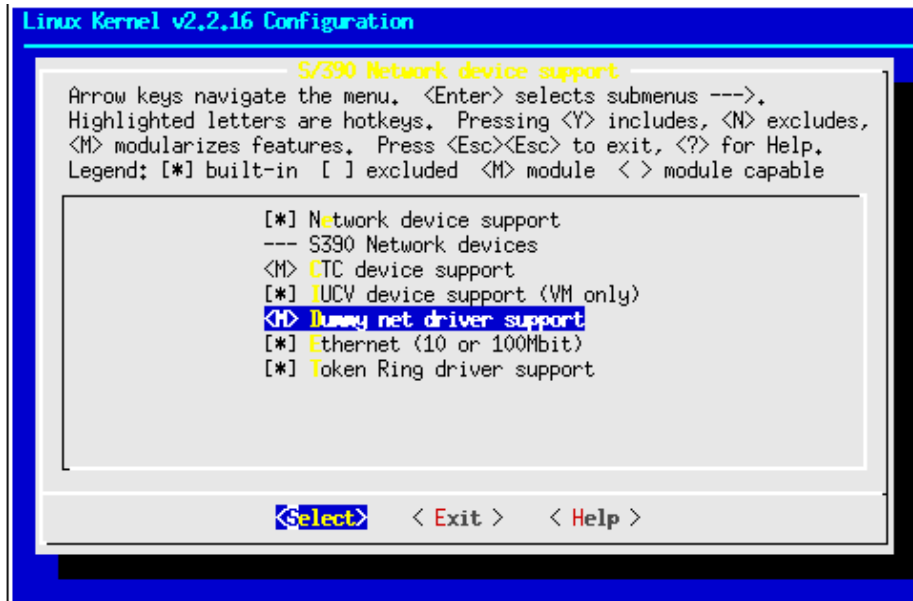 Linux Kernel v2.2.16 Configuration
S/390 Network device support
Arrow keys navigate the menu. <Enter> selects submenus --->.
Highlighted letters are hotkeys. Pressing <Y> includes, <N> excludes,
<M> modularizes features. Press <Esc><Esc> to exit, <?> for Help.
Legend: [*] built-in [ ] excluded <M> module < > module capable
[*] Network device support
--- S390 Network devices
<M> CTC device support
[*] IUCV device support (VM only)
<M> Dummy net driver support
[*] Ethernet (10 or 100Mbit)
[*] Token Ring driver support
<Select> < Exit > < Help >